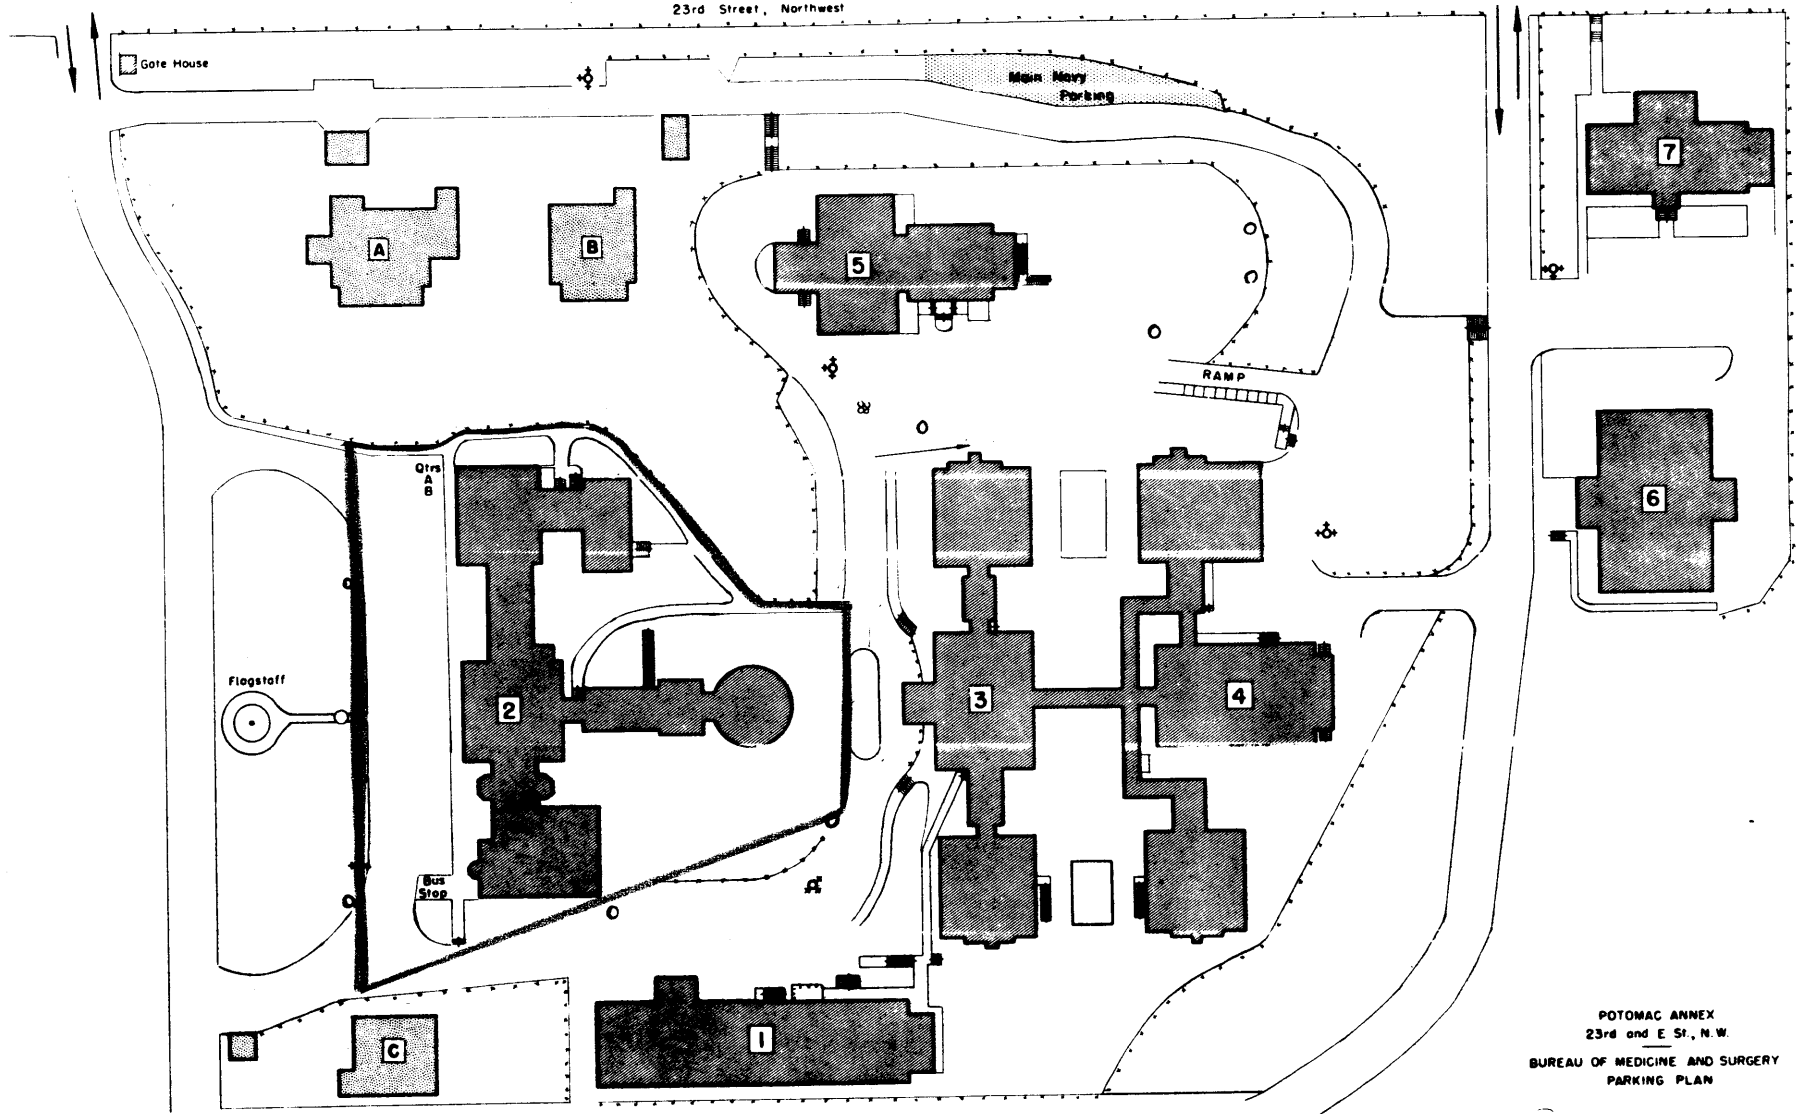 23rd Street, Northwest
Gate House
Main Navy
Parking
7
A
B
5
RAMP
Qtrs
A
B
6
Flagstaff
2
3
4
Bus
Stop
C
1
POTOMAC ANNEX
23rd and E St., N.W.
BUREAU OF MEDICINE AND SURGERY
PARKING PLAN